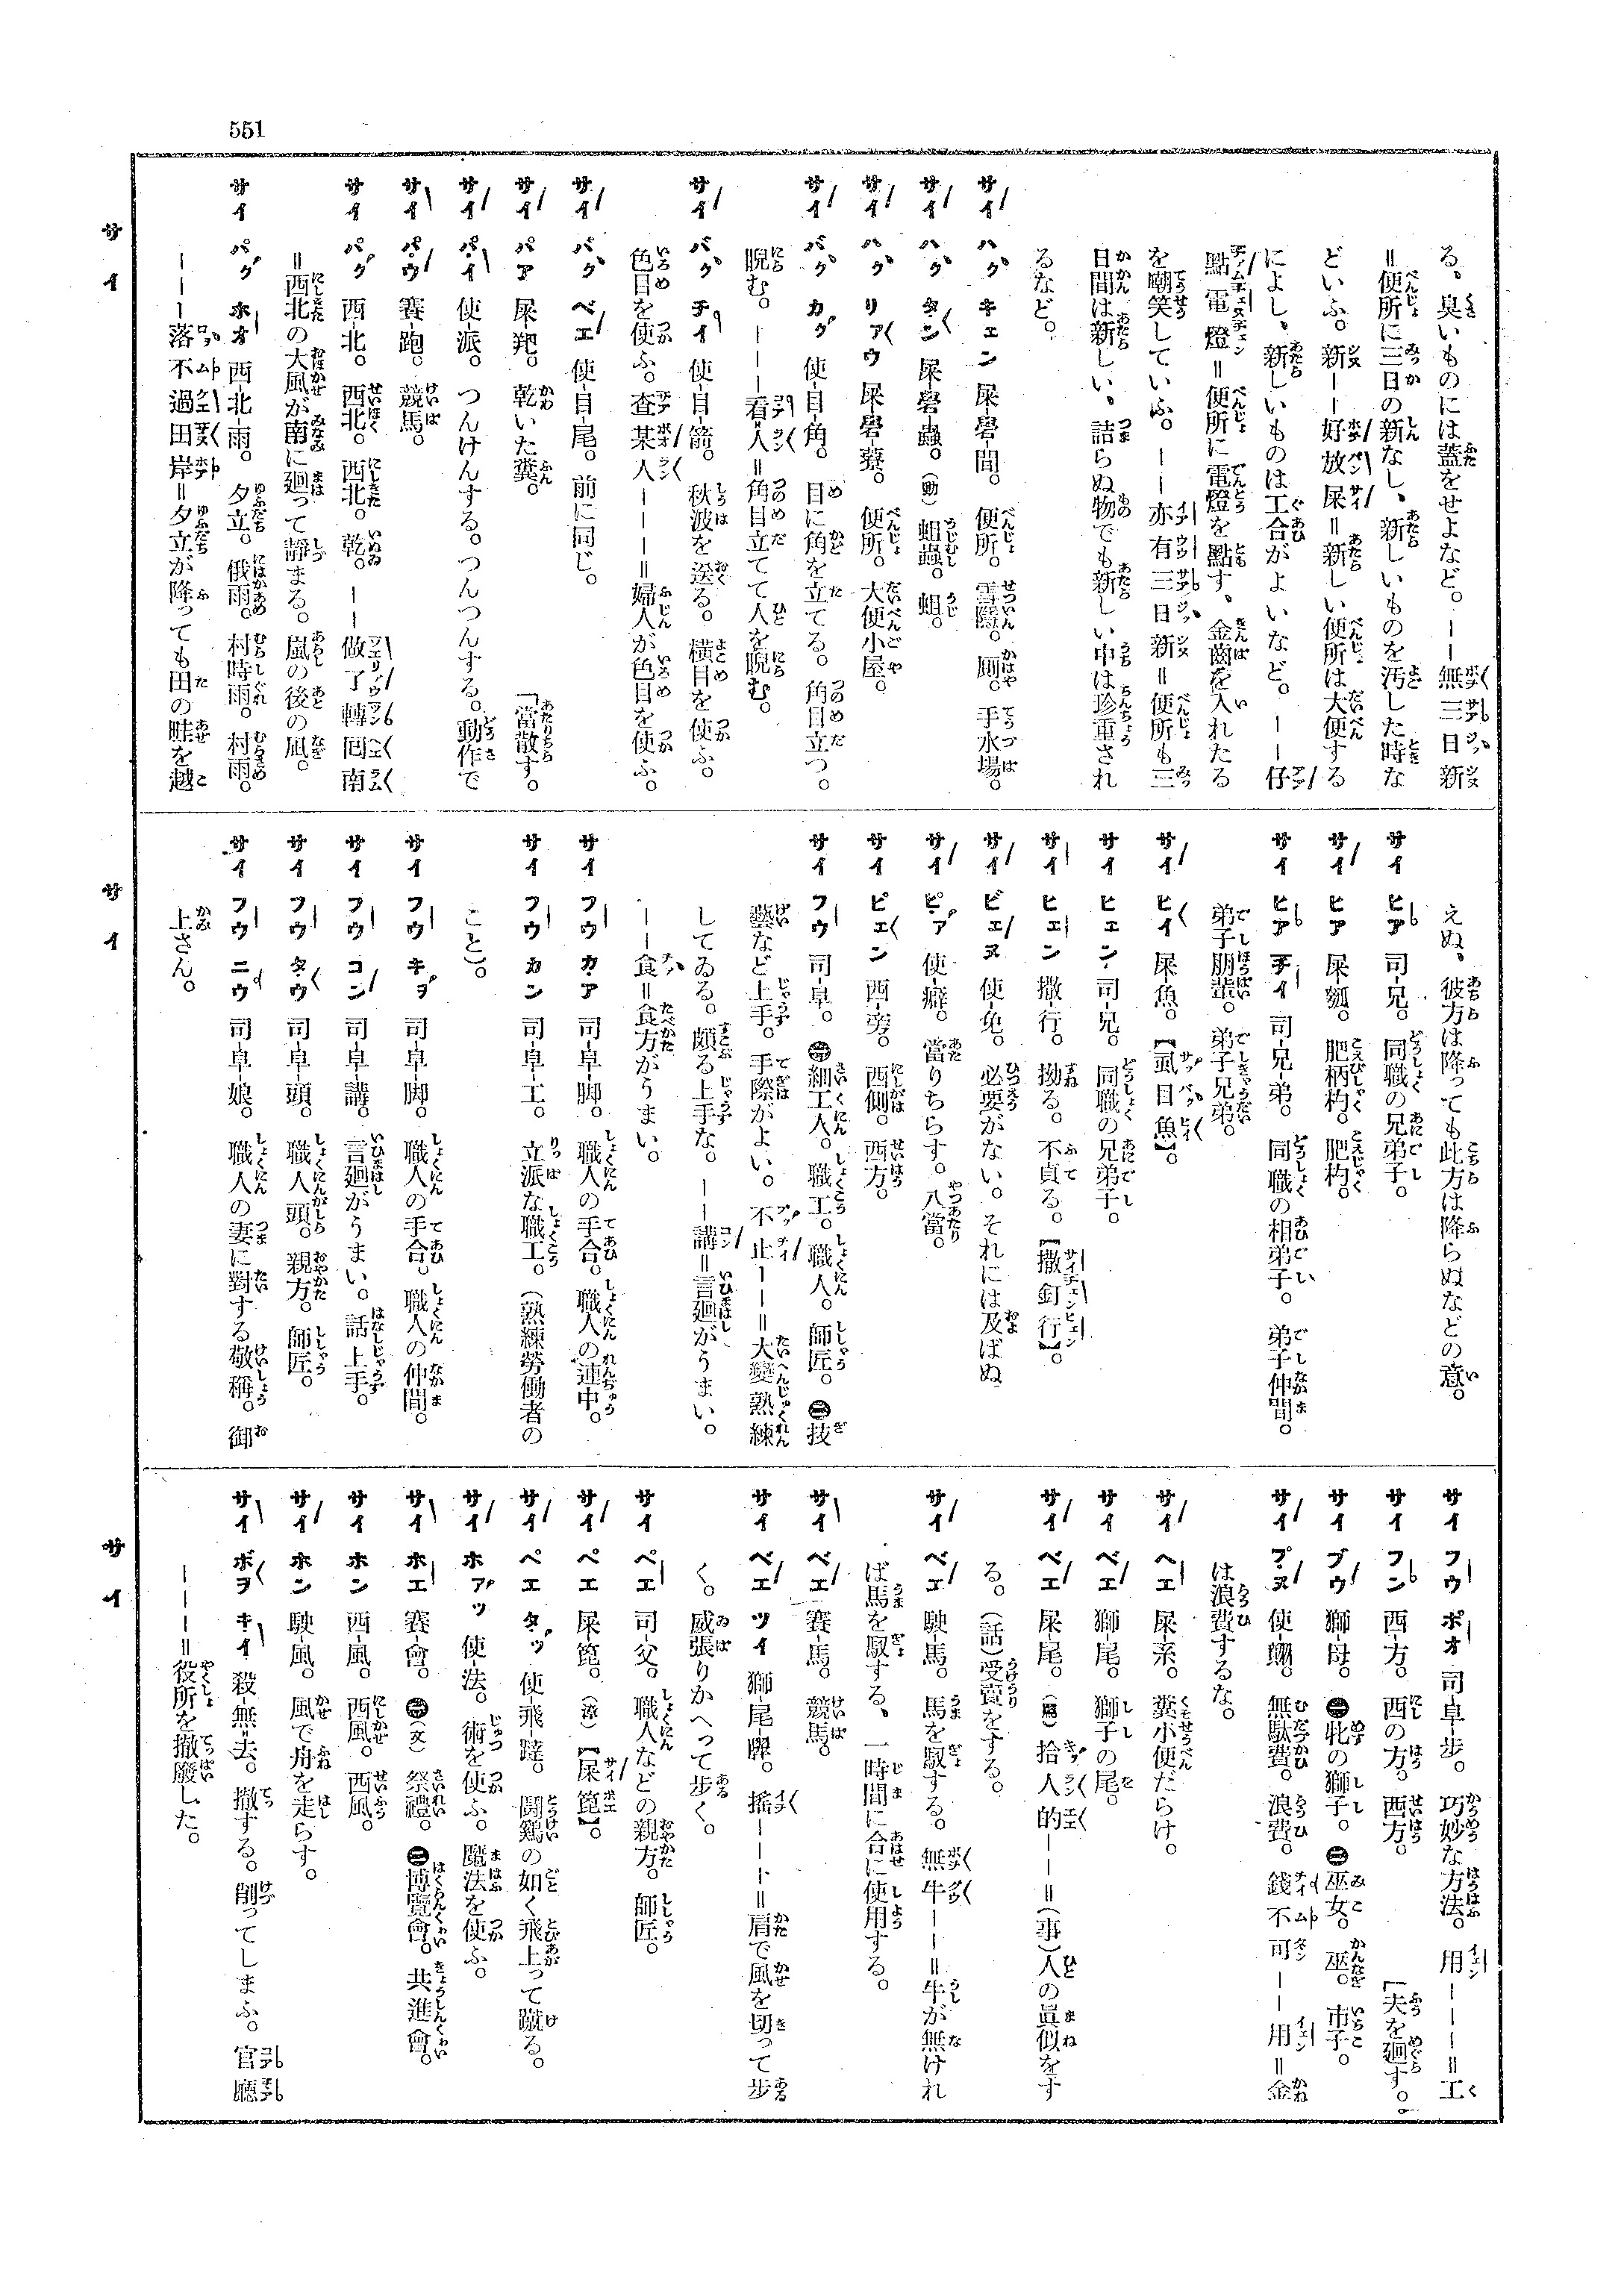 551
る、臭いものには蓋をせよなど。――無三日新
＝便所に三日の新なし、新しいものを汚した時な
どいふ。新――好放屎＝新しい便所は大便する
によし、新しいものは工合がよいなど。――仔
點電燈＝便所に電燈を點す、金齒を入れたる
を嘲笑していふ。――亦有三日新＝便所も三
日間は新しい、詰らぬ物でも新しい中は珍重され
るなど。
サイ ハク キェン 屎-礐-間。便所。雪隱。厠。手水場。
サイ ハク タン 屎-礐-蟲。(動)蛆蟲。蛆。
サイ ハク リァウ 屎-礐-藔。便所。大便小屋。
サイ バク カク 使-目-角。目に角を立てる。角目立つ。
睨む。―――看人＝角目立てて人を睨む。
サイ バク チイ 使-目-箭。秋波を送る。橫目を使ふ。
色目を使ふ。查某人―――＝婦人が色目を使ふ。
サイ バク ベエ 使-目-尾。前に同じ。
サイ パア 屎-羓。乾いた糞。
「當散す。
サイ パイ 使-派。つんけんする。つんつんする。動作で
サイ パウ 賽-跑。競馬。
サイ パク 西-北。西北。西北。乾。――做了轉囘南
＝西北の大風が南に廻って靜まる。嵐の後の凪。
サイ パク ホオ 西-北-雨。夕立。俄雨。村時雨。村雨。
―――落不過田岸＝夕立が降っても田の畦を越
えぬ、彼方は降っても此方は降らぬなどの意。
サイ ヒア 司-兄。同職の兄弟子。
サイ ヒア 屎-瓠。肥柄杓。肥杓。
サイ ヒア チイ 司-兄-弟。同職の相弟子。弟子仲間。
弟子朋輩。弟子兄弟。
サイ ヒイ 屎-魚。【虱目魚】。
サイ ヒェン 司-兄。同職の兄弟子。
サイ ヒェン 撒-行。拗る。不貞る。【撒釘行】。
サイ ビェヌ 使-免。必要がない。それには及ばぬ
サイ ピア 使-癖。當りちらす。八當。
サイ ピェン 西-旁。西側。西方。
サイ フウ 司-阜。㊀細工人。職工。職人。師匠。㊁技
藝など上手。手際がよい。不止――＝大變熟練
してゐる。頗る上手な。――講＝言廻がうまい。
――食＝食方がうまい。
サイ フウ カア 司-阜-脚。職人の手合。職人の連中。
サイ フウ カン 司-阜-工。立派な職工。(熟練勞働者の
こと)。
サイ フウ キヲ 司-阜-脚。職人の手合。職人の仲間。
サイ フウ コン 司-阜-講。言廻がうまい。話上手。
サイ フウ タウ 司-阜-頭。職人頭。親方。師匠。
サイ フウ ニウ 司-阜-娘。職人の妻に對する敬稱。御
上さん。
サイ フウ ポオ 司-阜-步。巧妙な方法。用―――＝工
「夫を廻す。
サイ フン 西-方。西の方。西方。
サイ ブウ 獅-母。㊀牝の獅子。㊁巫女。巫。市子。
サイ プヌ 無駄費。浪費。錢不可――用＝金
は浪費するな。
サイ ヘエ 屎-系。糞小便だらけ。
サイ ベエ 獅-尾。獅子の尾。
サイ ベエ 屎-尾。拾人的――＝(事)人の眞似をす
る。(話)受賣をする。
サイ ベエ 駛-馬。馬を馭する。無牛――＝牛が無けれ
ば馬を馭する、一時間に合に使用する。
サイ ベエ 賽-馬。競馬。
サイ ベエ ツイ 搖―――＝肩で風を切って步
く。威張りかへって步く。
サイ ペエ 司-父。職人などの親方。師匠。
サイ ペエ 屎-箆。【屎箆】。
サイ ペエ タッ 使-飛-躂。鬪鷄の如く飛上って蹴る。
サイ ホアッ 使-法。術を使ふ。魔法を使ふ。
サイ ホエ 賽-會。㊀(文)祭禮。㊁博覽會。共進會。
サイ ホン 西-風。西風。西風。
サイ ホン 駛-風。風で舟を走らす。
サイ ボヲ キイ 殺-無-去。撤する。削ってしまふ。官廳
―――＝役所を撤廢した。
サイ
サイ
サイ